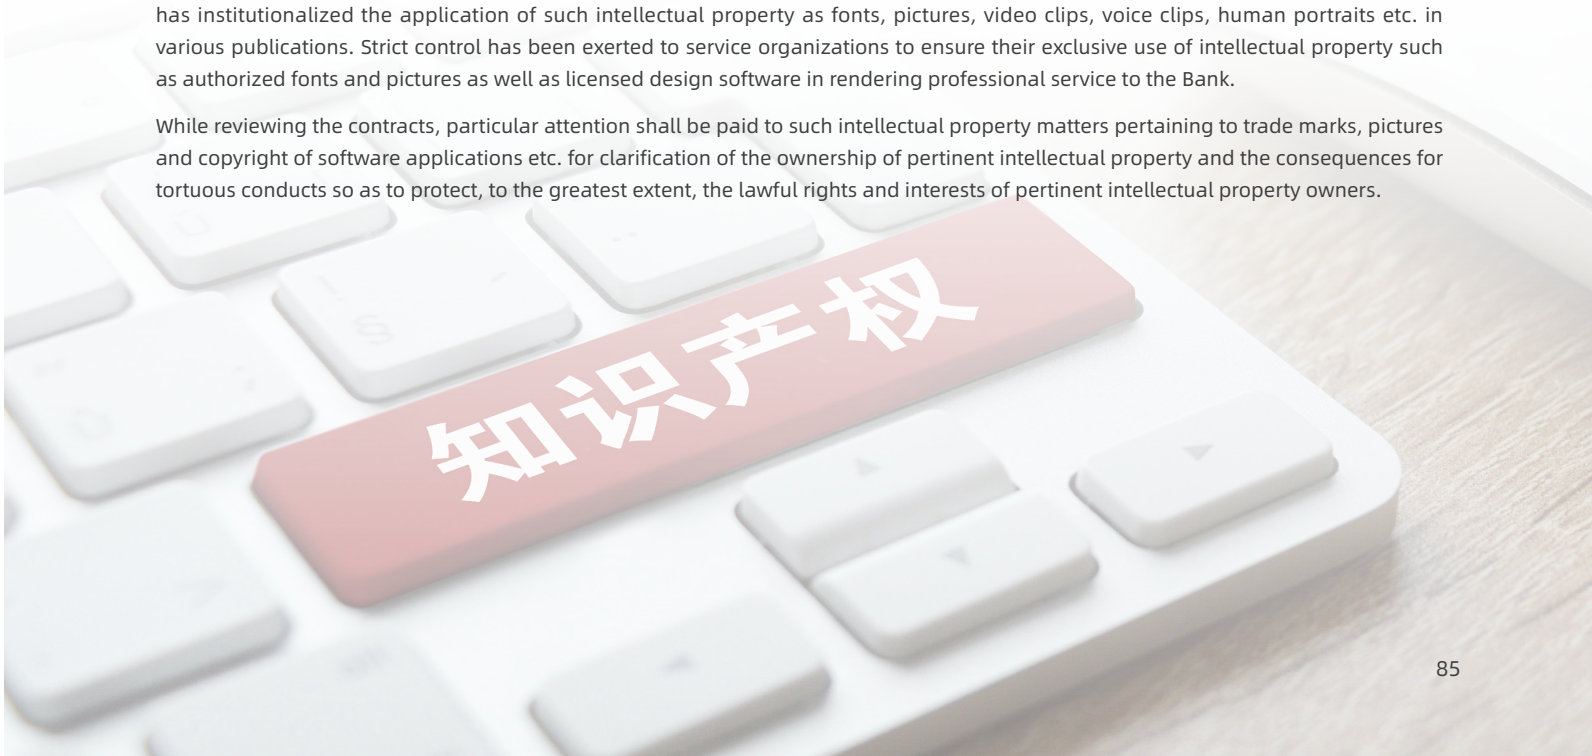 has institutionalized the application of such intellectual property as fonts, pictures, video clips, voice clips, human portraits etc. in
various publications. Strict control has been exerted to service organizations to ensure their exclusive use of intellectual property such
as authorized fonts and pictures as well as licensed design software in rendering professional service to the Bank.
While reviewing the contracts, particular attention shall be paid to such intellectual property matters pertaining to trade marks, pictures
and copyright of software applications etc. for clarification of the ownership of pertinent intellectual property and the consequences for
tortuous conducts so as to protect, to the greatest extent, the lawful rights and interests of pertinent intellectual property owners.
知识产权
85